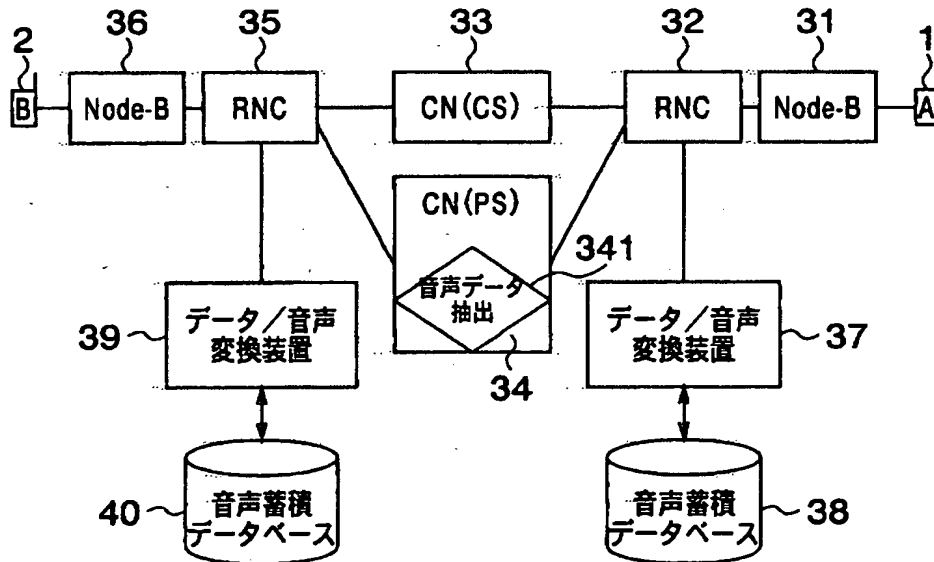 2
36
35
33
32
31
1
B
Node-B
RNC
CN(CS)
RNC
Node-B
A
CN(PS)
341
音声データ
抽出
34
39
データ／音声
変換装置
データ／音声
変換装置
37
40
音声蓄積
データベース
音声蓄積
データベース
38